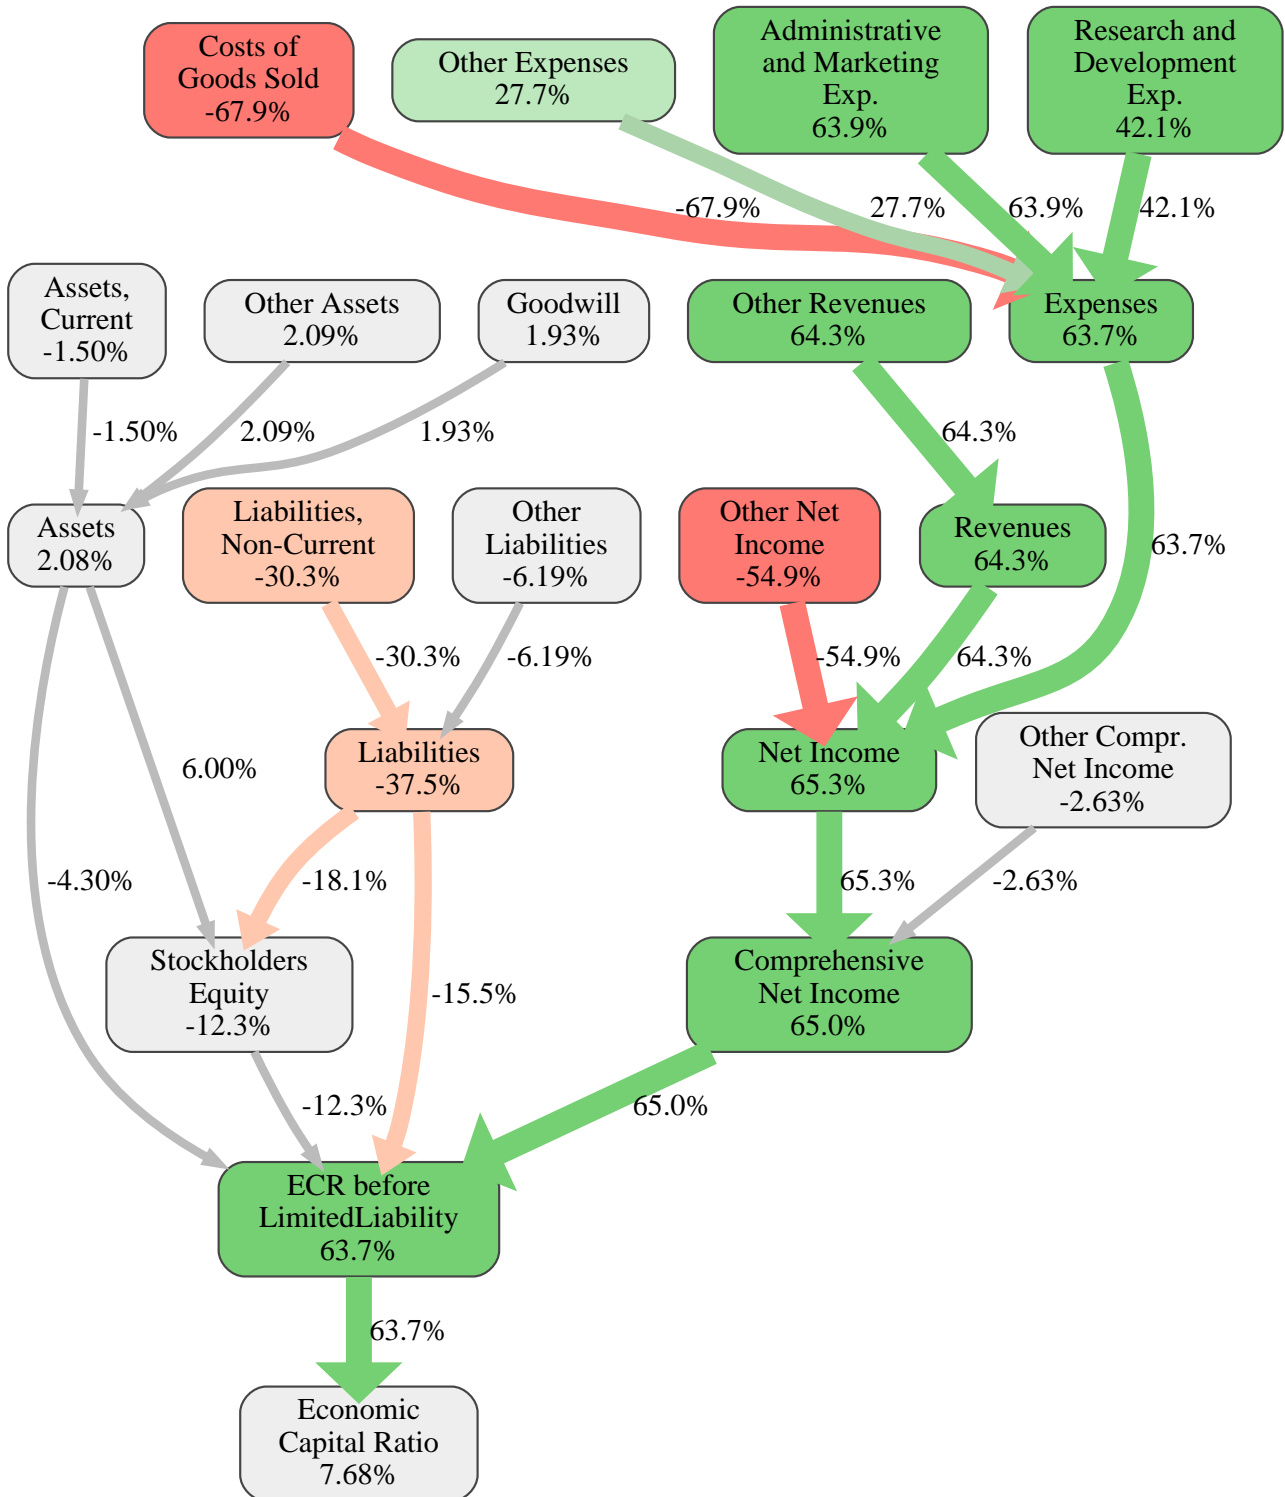 Costs of
Goods Sold
-67.9%
Other Expenses
27.7%
Administrative
and Marketing
Exp.
63.9%
Research and
Development
Exp.
42.1%
-67.9%
27.7%
63.9%
42.1%
Assets,
Current
-1.50%
Other Assets
2.09%
Goodwill
1.93%
Other Revenues
64.3%
Expenses
63.7%
-1.50%
2.09%
1.93%
64.3%
Assets
2.08%
Liabilities,
Non-Current
-30.3%
Other
Liabilities
-6.19%
Other Net
Income
-54.9%
Revenues
64.3%
63.7%
-30.3%
-6.19%
-54.9%
64.3%
6.00%
Liabilities
-37.5%
Net Income
65.3%
Other Compr.
Net Income
-2.63%
-4.30%
-18.1%
65.3%
-2.63%
Stockholders
Equity
-12.3%
-15.5%
Comprehensive
Net Income
65.0%
-12.3%
65.0%
ECR before
LimitedLiability
63.7%
63.7%
Economic
Capital Ratio
7.68%